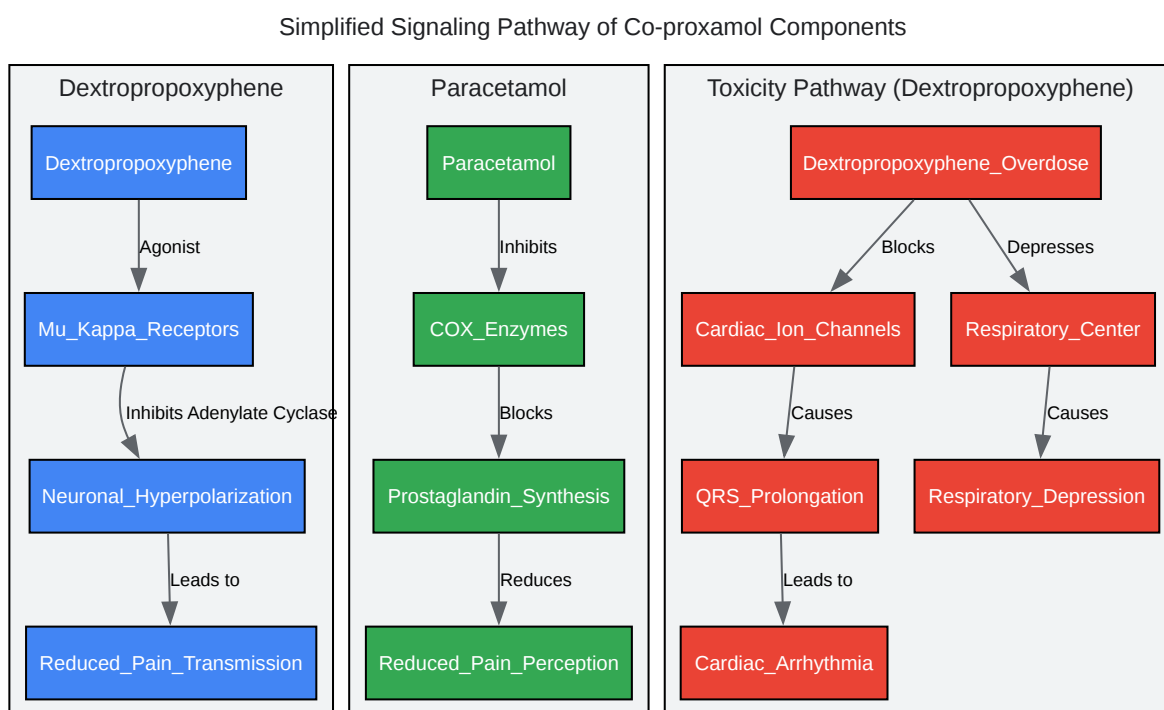 Simplified Signaling Pathway of Co-proxamol Components
Dextropropoxyphene
Dextropropoxyphene
Agonist
Mu_Kappa_Receptors
Inhibits Adenylate Cyclase
Neuronal_Hyperpolarization
Leads to
Reduced_Pain_Transmission
Paracetamol
Paracetamol
Inhibits
COX_Enzymes
Blocks
Prostaglandin_Synthesis
Reduces
Reduced_Pain_Perception
Toxicity Pathway (Dextropropoxyphene)
Dextropropoxyphene_Overdose
Blocks
Depresses
Cardiac_Ion_Channels
Respiratory_Center
Causes
Causes
QRS_Prolongation
Respiratory_Depression
Leads to
Cardiac_Arrhythmia